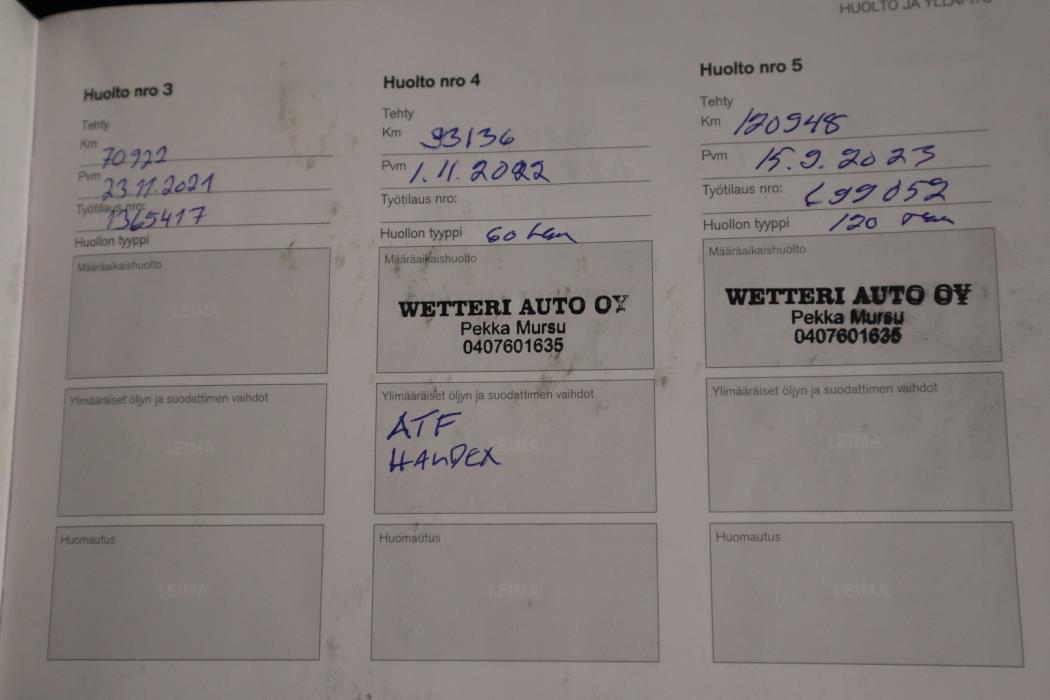 HUOLTO JA YLLÄPITO
Huolto nro 3
Tehty
Km 70922
Pvm 23.11.2021
Työtilaus nro: 1365417
Huollon tyyppi
Määräaikaishuolto
LEIMA
Ylimääräiset öljyn ja suodattimen vaihdot
LEIMA
Huomautus
LEIMA
Huolto nro 4
Tehty
Km 93136
Pvm 1.11.2022
Työtilaus nro:
Huollon tyyppi 60
Määräaikaishuolto
WETTERI AUTO OY
Pekka Mursu
0407601635
Ylimääräiset öljyn ja suodattimen vaihdot
LEIMA
ATF
HALDEX
Huomautus
LEIMA
Huolto nro 5
Tehty
Km 120948
Pvm 15.9.2023
Työtilaus nro: 699052
Huollon tyyppi 120
Määräaikaishuolto
WETTERI AUTO OY
Pekka Mursu
0407601635
Ylimääräiset öljyn ja suodattimen vaihdot
LEIMA
Huomautus
LEIMA